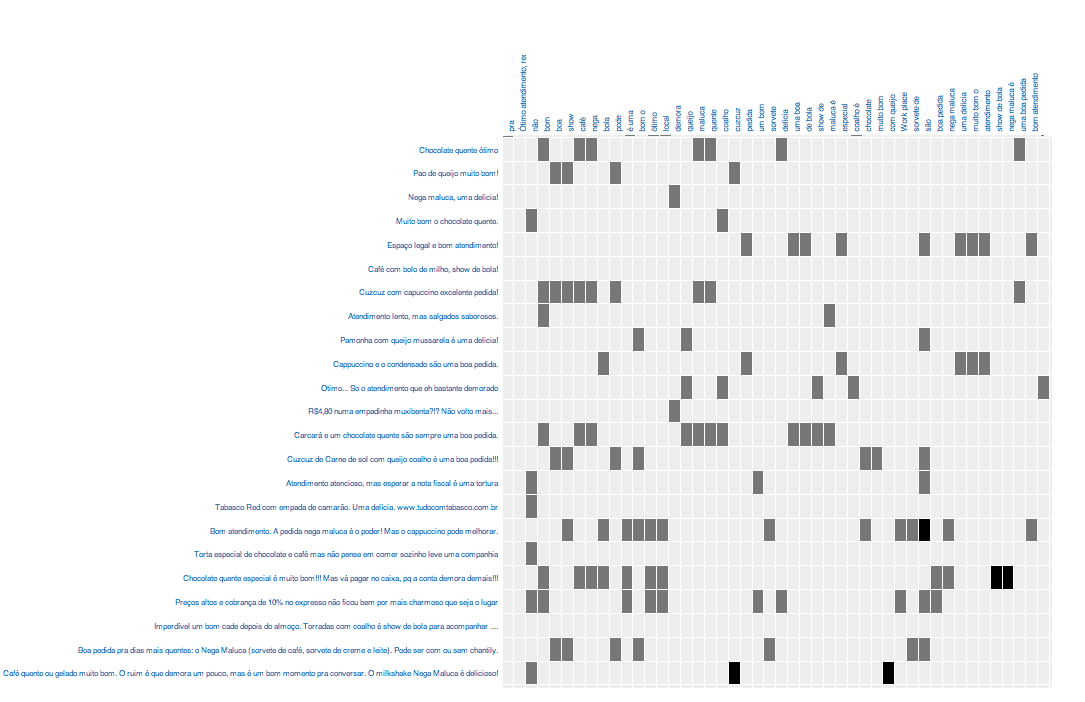 pra
Ótimo atendimento, re
não
bom
boa
show
café
nega
bola
pode
é uma
bom o
ótimo
local
demora
queijo
maluca
quente
coalho
cuzcuz
pedida
um bom
sorvete
delicia
uma boa
de bola
show de
maluca é
especial
coalho é
chocolate
muito bom
com queijo
Work place
sorvete de
são
boa pedida
nega maluca
uma delicia
muito bom o
atendimento
show de bola
nega maluca é
uma boa pedida
bom atendimento
Chocolate quente ótimo
Pao de queijo muito bom!
Nega maluca, uma delicia!
Muito bom o chocolate quente.
Espaço legal e bom atendimento!
Café com bolo de milho, show de bola!
Cuzcuz com capuccino excelente pedida!
Atendimento lento, mas salgados saborosos.
Pamonha com queijo mussarela é uma delicia!
Cappuccino e o condensado são uma boa pedida.
Otimo... So o atendimento que eh bastante demorado
R$4,80 numa empadinha muxibenta?!? Não volto mais...
Carcará e um chocolate quente são sempre uma boa pedida.
Cuzcuz de Carne de sol com queijo coalho é uma boa pedida!!!
Atendimento atencioso, mas esperar a nota fiscal é uma tortura
Tabasco Red com empada de camarão. Uma delícia. www.tudocomtabasco.com.br
Bom atendimento. A pedida nega maluca é o poder! Mas o cappuccino pode melhorar.
Torta especial de chocolate e café mas não pense em comer sozinho leve uma companhia
Chocolate quente especial é muito bom!!! Mas vá pagar no caixa, pq a conta demora demais!!!
Preços altos e cobrança de 10% no expresso não ficou bem por mais charmoso que seja o lugar
Imperdível um bom cade depois do almoço. Torradas com coalho é show de bola para acompanhar ....
Boa pedida pra dias mais quentes: o Nega Maluca (sorvete de café, sorvete de creme e leite). Pode ser com ou sem chantily.
Café quente ou gelado muito bom. O ruim é que demora um pouco, mas é um bom momento pra conversar. O milkshake Nega Maluca é delicioso!